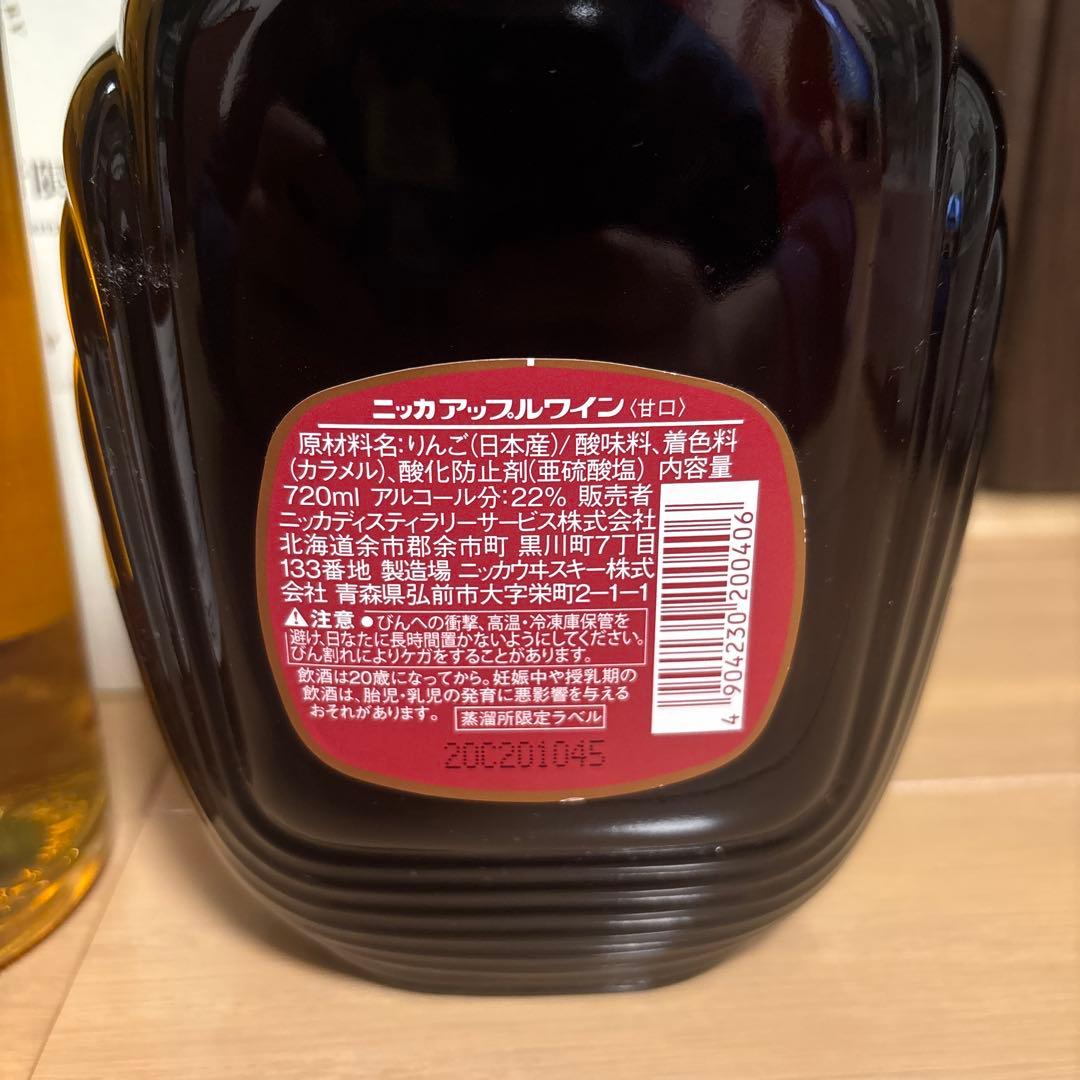 ニッカ アップルワイン〈甘口〉
原材料名:りんご(日本産)/酸味料、着色料
(カラメル)、酸化防止剤(亜硫酸塩) 内容量
720ml アルコール分:22% 販売者
ニッカディスティラリーサービス株式会社
北海道余市郡余市町 黒川町7丁目
133番地 製造場 ニッカウヰスキー株式
会社 青森県弘前市大字栄町2-1-1
注意 ●びんへの衝撃、高温・冷凍庫保管を
避け、日なたに長時間置かないようにしてください。
びん割れによりケガをすることがあります。
飲酒は20歳になってから。妊娠中や授乳期の
飲酒は、胎児・乳児の発育に悪影響を与える
おそれがあります。 蒸溜所限定ラベル
20C201045
4 904230 200406
様